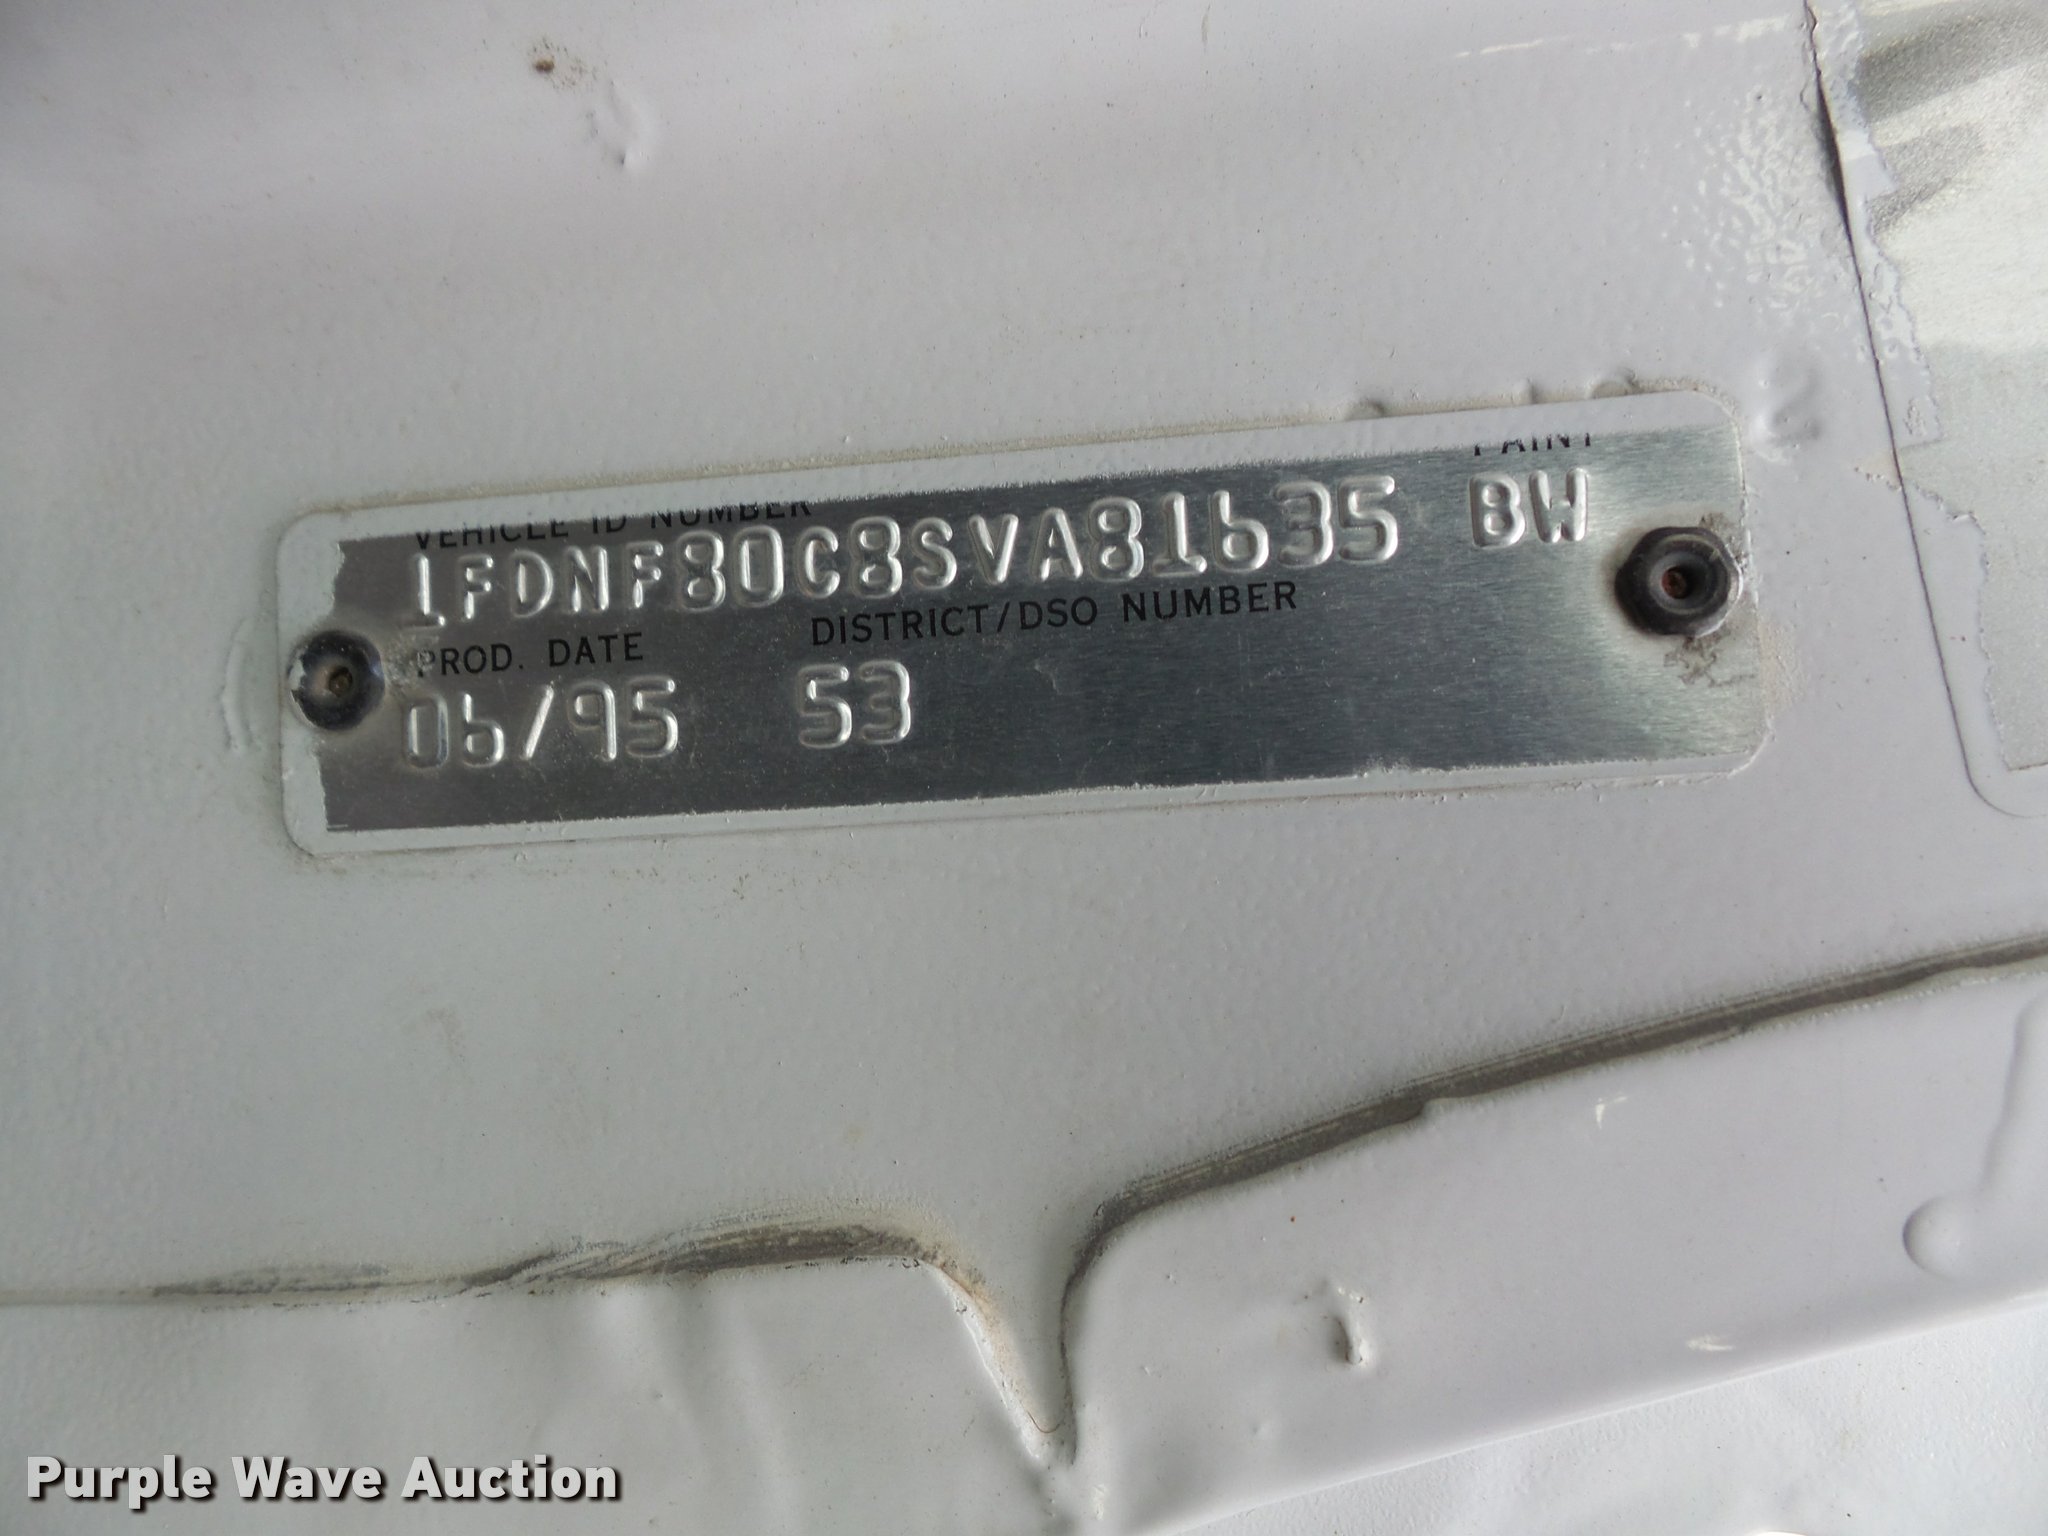 VEHICLE ID NUMBER PAINT
1FDNF80C8SVA81635 BW
PROD. DATE DISTRICT/DSO NUMBER
06/95 53
Purple Wave Auction